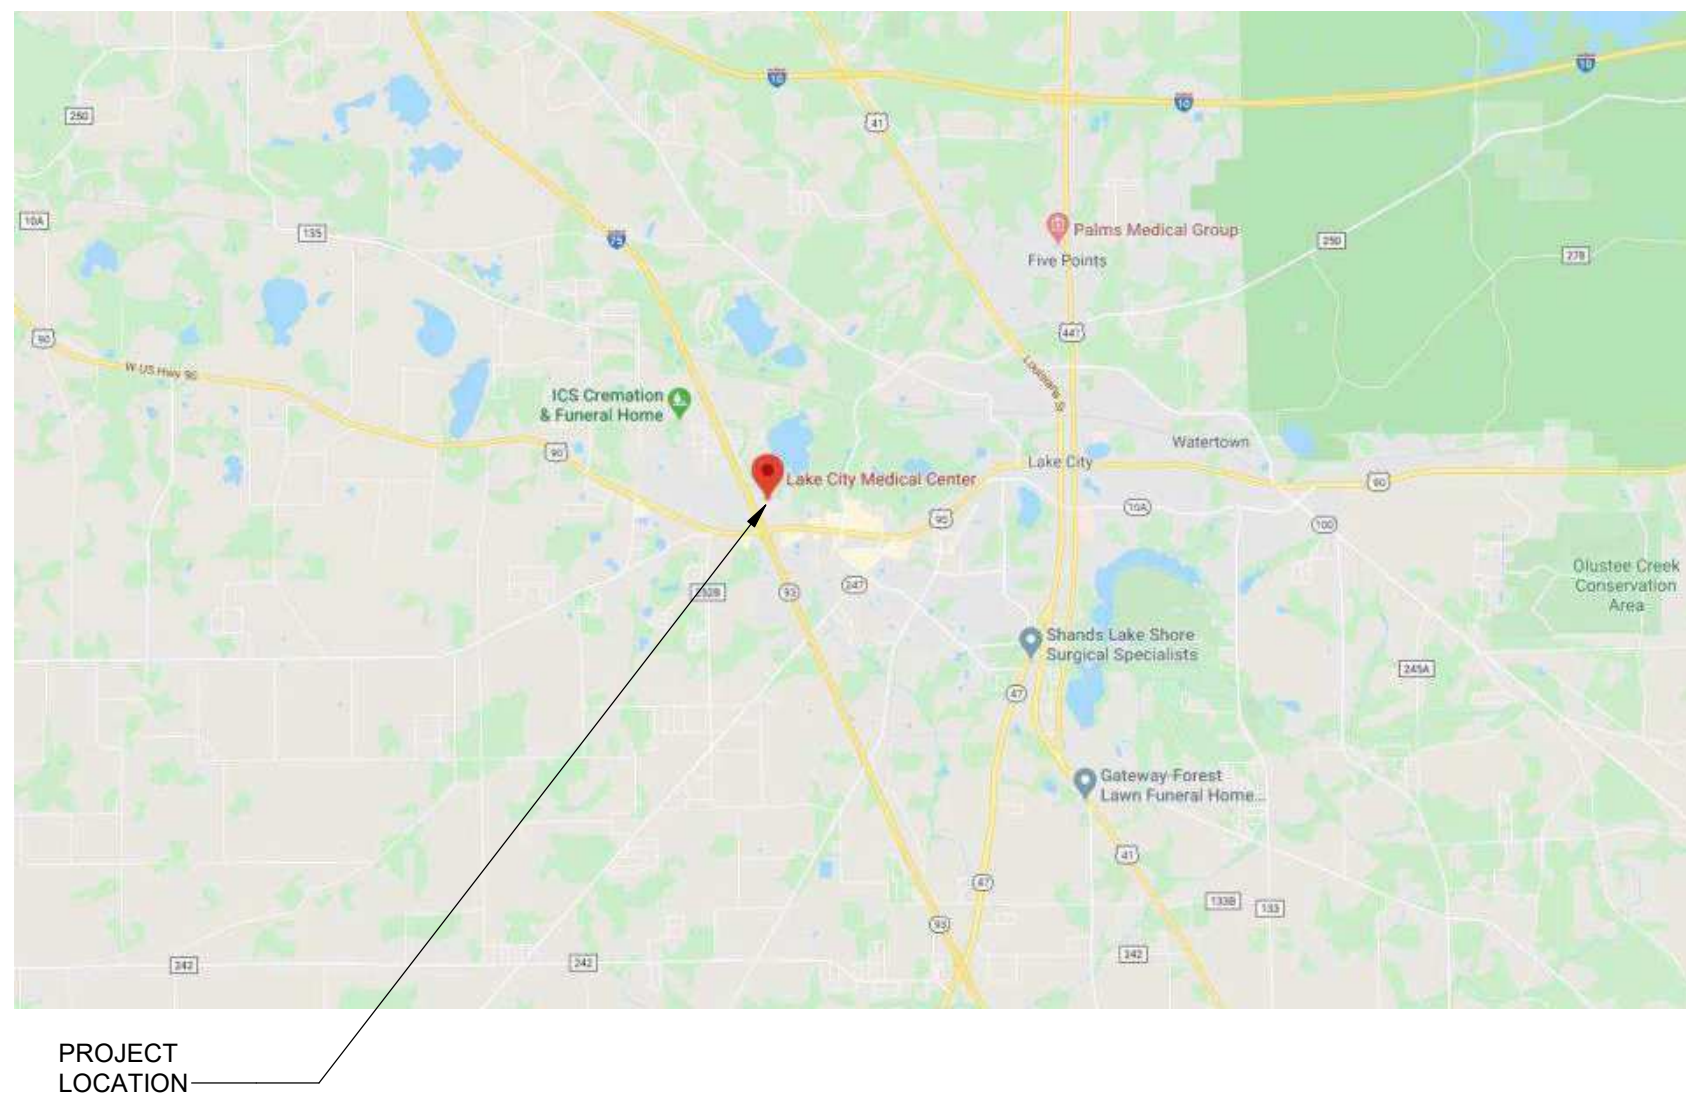 10
10
250
41
10A
135
75
Palms Medical Group
Five Points
250
278
441
90
W US Hwy 90
Louisiana St
ICS Cremation
& Funeral Home
Watertown
Lake City
90
Lake City Medical Center
90
90
10A
100
252B
93
247
Olustee Creek
Conservation
Area
Shands Lake Shore
Surgical Specialists
245A
47
Gateway-Forest
Lawn Funeral Home...
41
47
133B
133
93
242
242
242
10
PROJECT
LOCATION